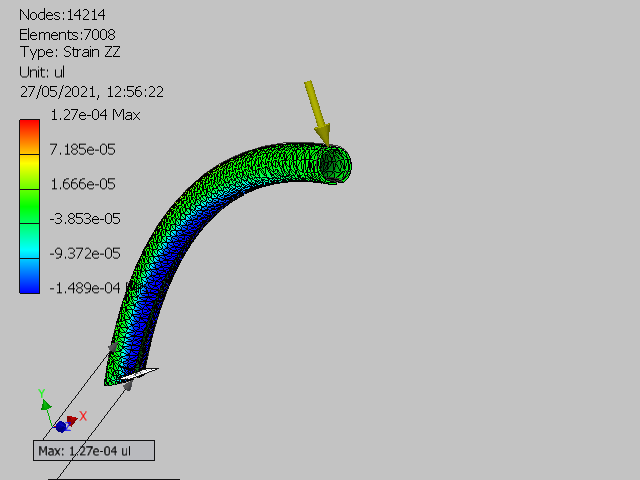 Nodes:14214
Elements:7008
Type: Strain ZZ
Unit: ul
27/05/2021, 12:56:22
1.27e-04 Max
7.185e-05
1.666e-05
-3.853e-05
-9.372e-05
-1.489e-04
Y
X
Max: 1.27e-04 ul